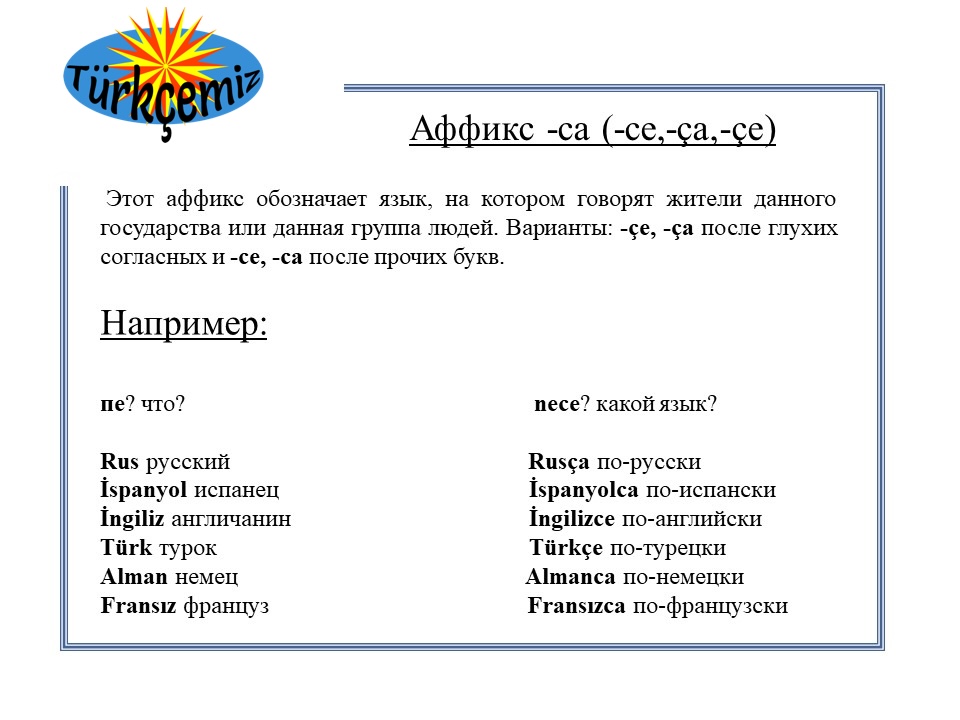 Türkçemiz
Аффикс -ca (-ce,-ça,-çe)
Этот аффикс обозначает язык, на котором говорят жители данного
государства или данная группа людей. Варианты: -çe, -ça после глухих
согласных и -ce, -ca после прочих букв.
Например:
пе? что? nece? какой язык?
Rus русский Rusça по-русски
İspanyol испанец İspanyolca по-испански
İngiliz англичанин İngilizce по-английски
Türk турок Türkçe по-турецки
Alman немец Almanca по-немецки
Fransız француз Fransızca по-французски